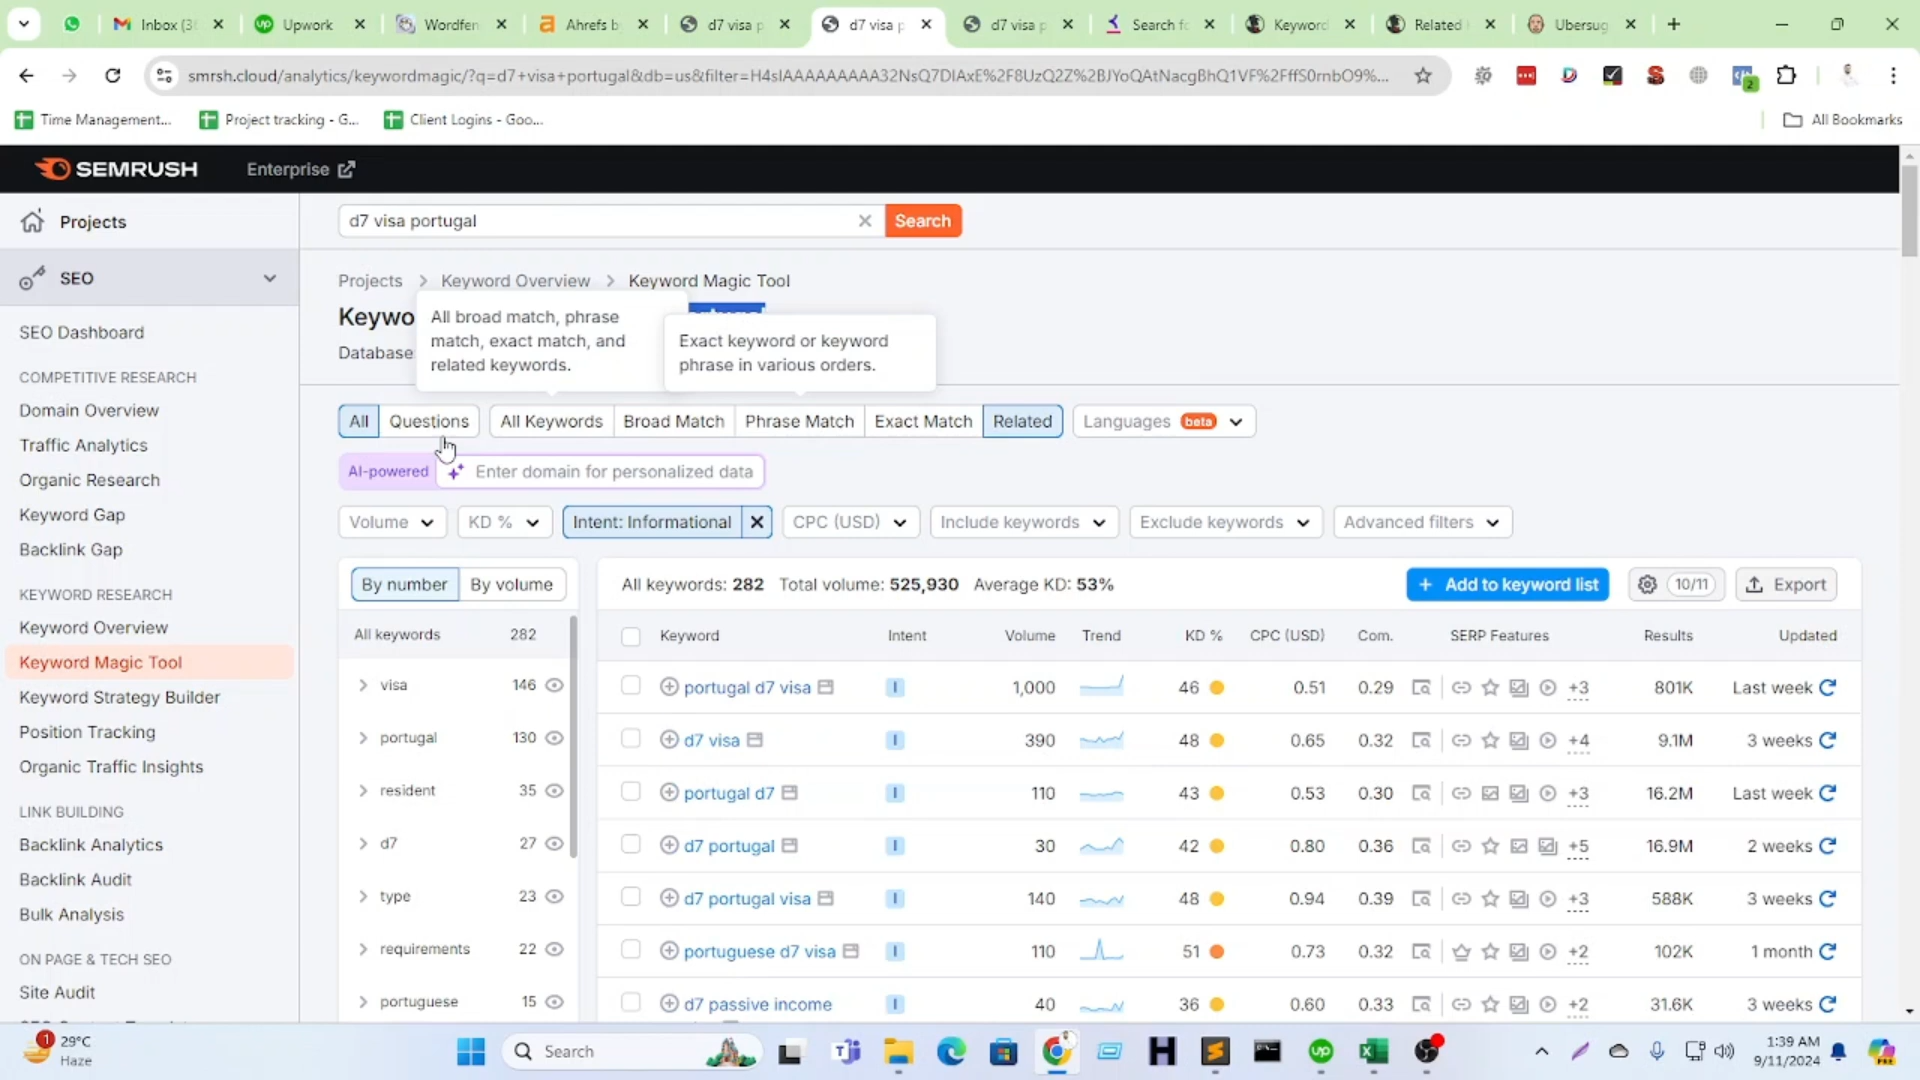 Inbox (3
Upwork
Wordfen
Ahrefs b
d7 visa p
d7 visa p
d7 visa p
Search fo
Keyword
Related
Ubersug
smrsh.cloud/analytics/keywordmagic/?q=d7+visa+portugal&db=us&filter=H4sIAAAAAAAAA32NsQ7DIAxE%2F8UzQ2Z%2BJYoQAtNacgBhQ1VF%2FffS0rnbO9%...
2
Time Management...
Project tracking - G...
Client Logins - Goo...
All Bookmarks
SEMRUSH
Enterprise
Projects
d7 visa portugal
Search
SEO
Projects > Keyword Overview > Keyword Magic Tool
Keywo
All broad match, phrase
match, exact match, and
related keywords.
Exact keyword or keyword
phrase in various orders.
Database
SEO Dashboard
COMPETITIVE RESEARCH
Domain Overview
Traffic Analytics
Organic Research
Keyword Gap
Backlink Gap
KEYWORD RESEARCH
Keyword Overview
Keyword Magic Tool
Keyword Strategy Builder
Position Tracking
Organic Traffic Insights
LINK BUILDING
Backlink Analytics
Backlink Audit
Bulk Analysis
ON PAGE & TECH SEO
Site Audit
All Questions All Keywords Broad Match Phrase Match Exact Match Related Languages beta
AI-powered Enter domain for personalized data
Volume KD % Intent: Informational CPC (USD) Include keywords Exclude keywords Advanced filters
By number By volume
All keywords 282
visa 146
portugal 130
resident 35
d7 27
type 23
requirements 22
portuguese 15
All keywords: 282 Total volume: 525,930 Average KD: 53%
+ Add to keyword list
10/11
Export
Keyword Intent Volume Trend KD % CPC (USD) Com. SERP Features Results Updated
portugal d7 visa I 1,000 46 0.51 0.29 +3 801K Last week
d7 visa I 390 48 0.65 0.32 +4 9.1M 3 weeks
portugal d7 I 110 43 0.53 0.30 +3 16.2M Last week
d7 portugal I 30 42 0.80 0.36 +5 16.9M 2 weeks
d7 portugal visa I 140 48 0.94 0.39 +3 588K 3 weeks
portuguese d7 visa I 110 51 0.73 0.32 +2 102K 1 month
d7 passive income I 40 36 0.60 0.33 +2 31.6K 3 weeks
1
29°C
Haze
Search
up
1:39 AM
9/11/2024
PRE